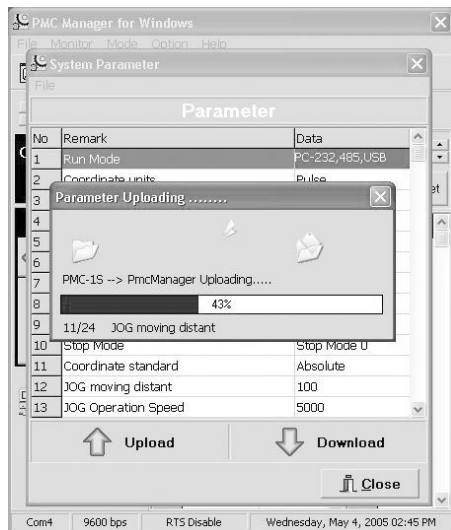 PMC Manager for Windows
File Monitor Mode Option Help
System Parameter
File
Parameter
No Remark Data
1 Run Mode PC-232,485,USB
2 Coordinate units Pulse
3
Parameter Uploading ........
4
5
6
7 PMC-1S --> PmcManager Uploading.....
8 43%
9 11/24 JOG moving distant
10 Stop Mode Stop Mode 0
11 Coordinate standard Absolute
12 JOG moving distant 100
13 JOG Operation Speed 5000
Upload Download
Close
Com4 9600 bps RTS Disable Wednesday, May 4, 2005 02:45 PM